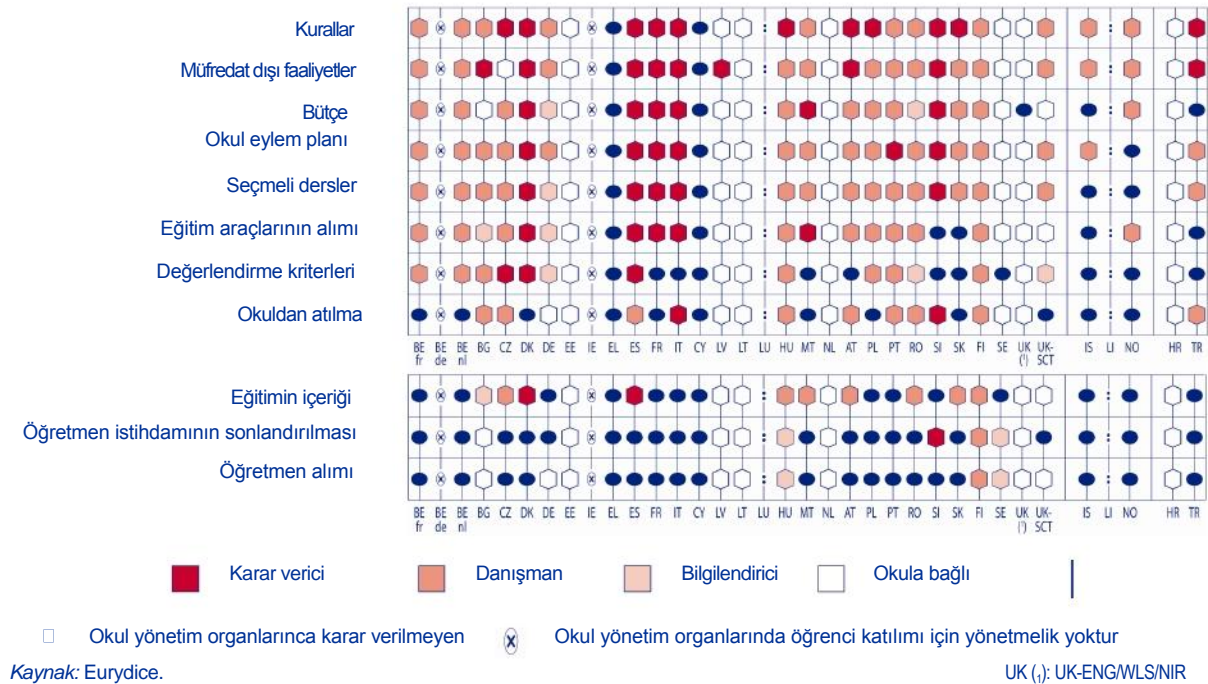 Kurallar
Müfredat dışı faaliyetler
Bütçe
Okul eylem planı
Seçmeli dersler
Eğitim araçlarının alımı
Değerlendirme kriterleri
Okuldan atılma
BE fr BE de BE nl BG CZ DK DE EE IE EL ES FR IT CY LV LT LU HU MT NL AT PL PT RO SI SK FI SE UK (¹) UK-SCT IS LI NO HR TR
Eğitimin içeriği
Öğretmen istihdamının sonlandırılması
Öğretmen alımı
BE fr BE de BE nl BG CZ DK DE EE IE EL ES FR IT CY LV LT LU HU MT NL AT PL PT RO SI SK FI SE UK (¹) UK-SCT IS LI NO HR TR
Karar verici Danışman Bilgilendirici Okula bağlı
Okul yönetim organlarınca karar verilmeyen Okul yönetim organlarında öğrenci katılımı için yönetmelik yoktur
Kaynak: Eurydice. UK (₁): UK-ENG/WLS/NIR